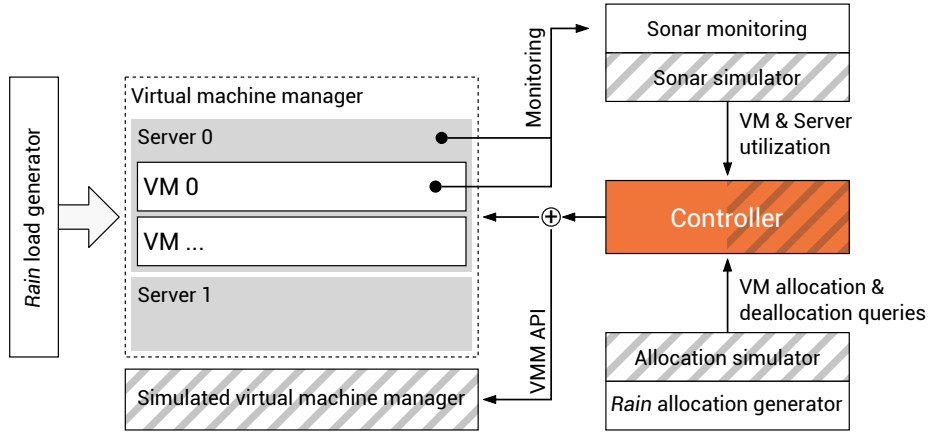 Rain load generator
Virtual machine manager
Server 0
VM 0
VM ...
Server 1
Simulated virtual machine manager
Monitoring
VMM API
Sonar monitoring
Sonar simulator
VM & Server
utilization
Controller
VM allocation &
deallocation queries
Allocation simulator
Rain allocation generator